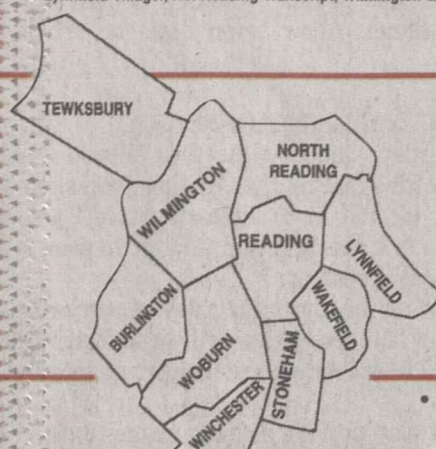 TEWKSBURY
NORTH
READING
WILMINGTON
READING
LYNNFIELD
BURLINGTON
WAKEFIELD
WOBURN
STONEHAM
WINCHESTER